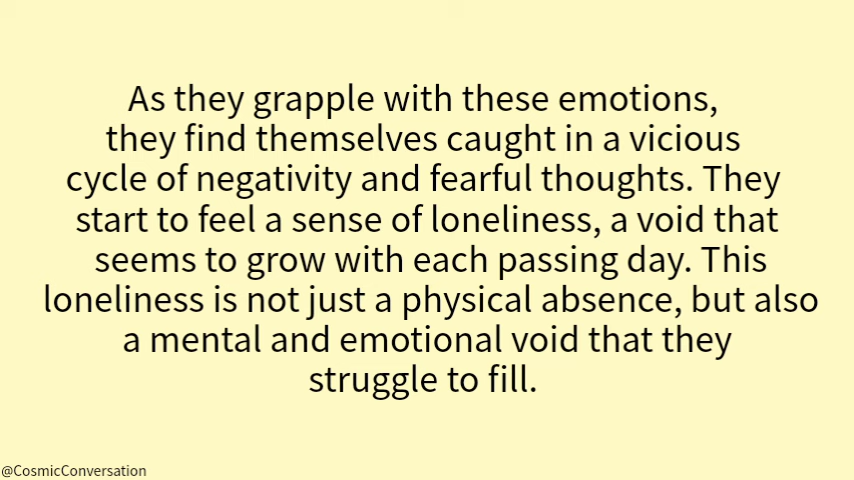 As they grapple with these emotions,
they find themselves caught in a vicious
cycle of negativity and fearful thoughts. They
start to feel a sense of loneliness, a void that
seems to grow with each passing day. This
loneliness is not just a physical absence, but also
a mental and emotional void that they
struggle to fill.
@CosmicConversation